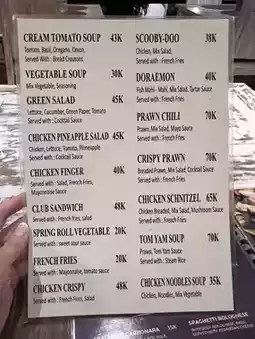 CREAM TOMATO SOUP 43K
Tomato, Basil, Oregano, Onion,
Served With : Bread Croutons
VEGETABLE SOUP 30K
Mix Vegetable, Seasoning
GREEN SALAD 45K
Lettuce, Cucumber, Green Paper, Tomato
Served with : Cocktail Sauce
CHICKEN PINEAPPLE SALAD 45K
Chicken, Lettuce, Tomato, Pineapple
Served with : Cocktail Sauce
CHICKEN FINGER 40K
Served with : Salad, French Fries,
Mayonnaise Sauce
CLUB SANDWICH 48K
Served with : French fries, salad
SPRING ROLL VEGETABLE 20K
Served with : sweet sour sauce
FRENCH FRIES 20K
Served with : Mayonnaise, tomato sauce
CHICKEN CRISPY 48K
Served with : French Fries, Salad
SCOOBY-DOO 38K
Chicken, Mix Salad,
Served with : French Fries
DORAEMON 40K
Fish Mahi - Mahi, Mix Salad, Tartar Sauce
Served with : French Fries
PRAWN CHILI 70K
Prawn, Mix Salad, Mayo Sauce
Served with : French Fries
CRISPY PRAWN 70K
Breaded Prawn, Mix Salad, Cocktail Sauce
Served with : French Fries
CHICKEN SCHNITZEL 65K
Chicken Breaded, Mix Salad, Mushroom Sauce
Served with : French Fries
TOM YAM SOUP 70K
Prawn, Tom Yam Sauce
Served with : Steam Rice
CHICKEN NOODLES SOUP 35K
Chicken, Noodles, Mix Vegetable
CARBONARA 55K
SPAGHETTI BOLOGNESE